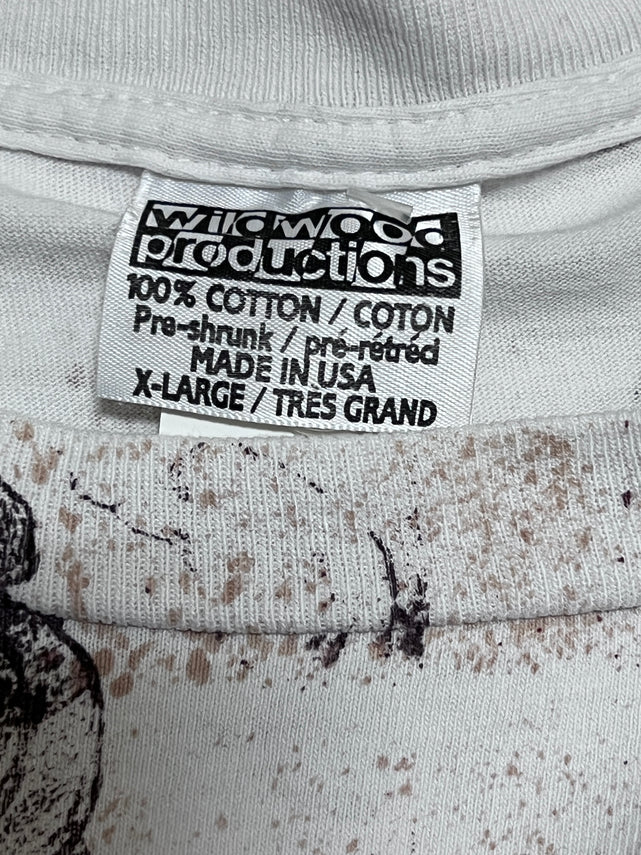 wildwood
productions
100% COTTON / COTON
Pre-shrunk / pré-rétréd
MADE IN USA
X-LARGE / TRÈS GRAND